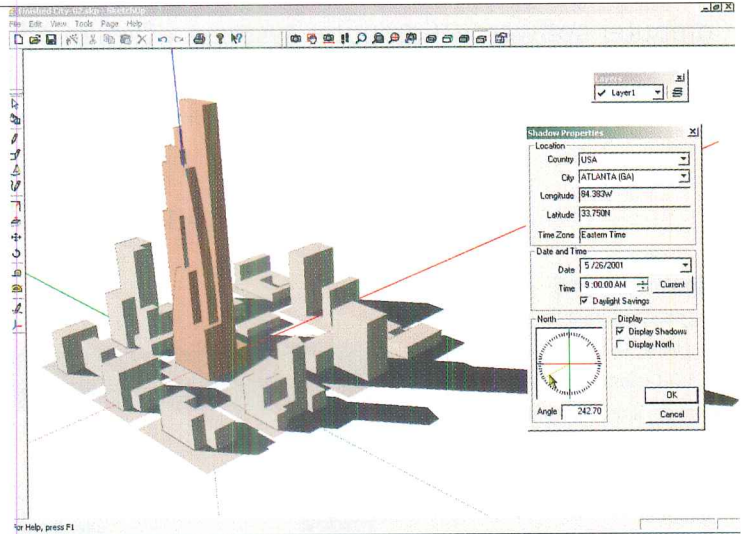 File Edit View Tools Page Help
Layers
Layer1
Shadow Properties
Location
Country USA
City ATLANTA (GA)
Longitude 84.383W
Latitude 33.750N
Time Zone Eastern Time
Date and Time
Date 5 /26/2001
Time 9 :00:00 AM Current
Daylight Savings
North
Display
Display Shadows
Display North
Angle 242.70
OK
Cancel
For Help, press F1